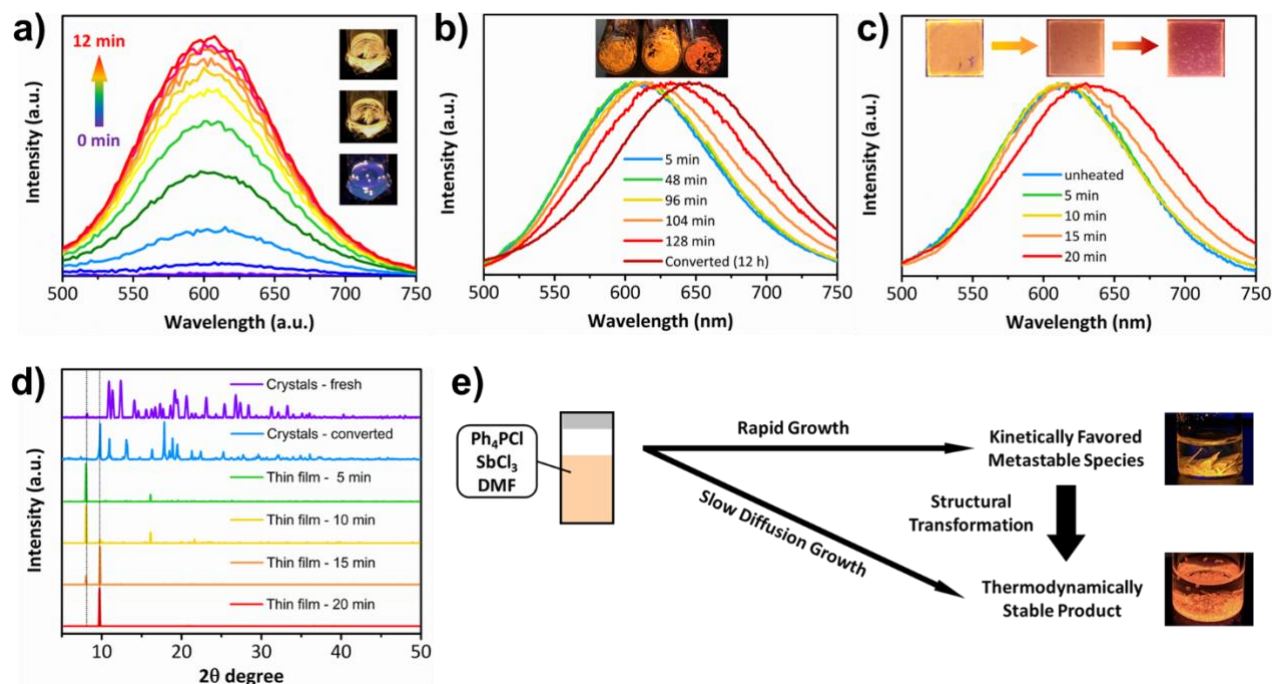 a)
12 min
0 min
Intensity (a.u.)
500 550 600 650 700 750
Wavelength (a.u.)
b)
Intensity (a.u.)
5 min
48 min
96 min
104 min
128 min
Converted (12 h)
500 550 600 650 700 750
Wavelength (nm)
c)
Intensity (a.u.)
unheated
5 min
10 min
15 min
20 min
500 550 600 650 700 750
Wavelength (nm)
d)
Intensity (a.u.)
Crystals - fresh
Crystals - converted
Thin film - 5 min
Thin film - 10 min
Thin film - 15 min
Thin film - 20 min
10 20 30 40 50
2θ degree
e)
Ph₄PCl
SbCl₃
DMF
Rapid Growth
Slow Diffusion Growth
Kinetically Favored
Metastable Species
Structural
Transformation
Thermodynamically
Stable Product